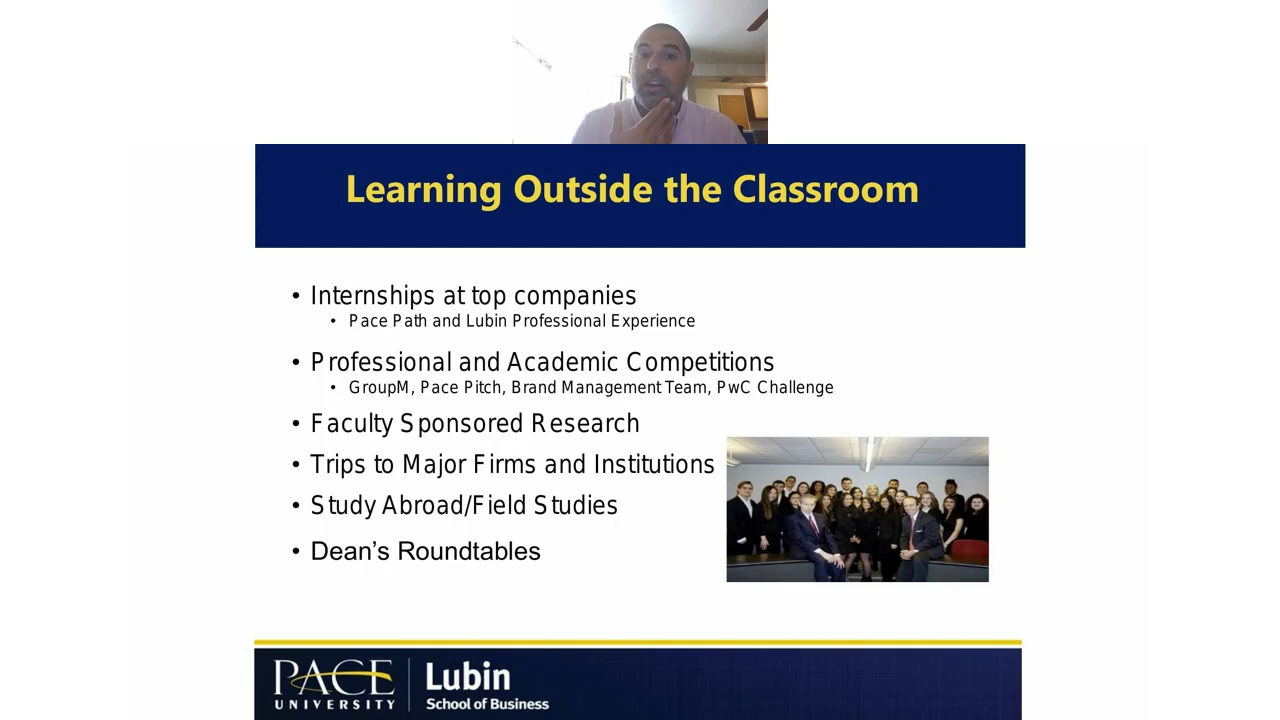 Learning Outside the Classroom
• Internships at top companies
• Pace Path and Lubin Professional Experience
• Professional and Academic Competitions
• GroupM, Pace Pitch, Brand Management Team, PwC Challenge
• Faculty Sponsored Research
• Trips to Major Firms and Institutions
• Study Abroad/Field Studies
• Dean’s Roundtables
PACE
UNIVERSITY
Lubin
School of Business